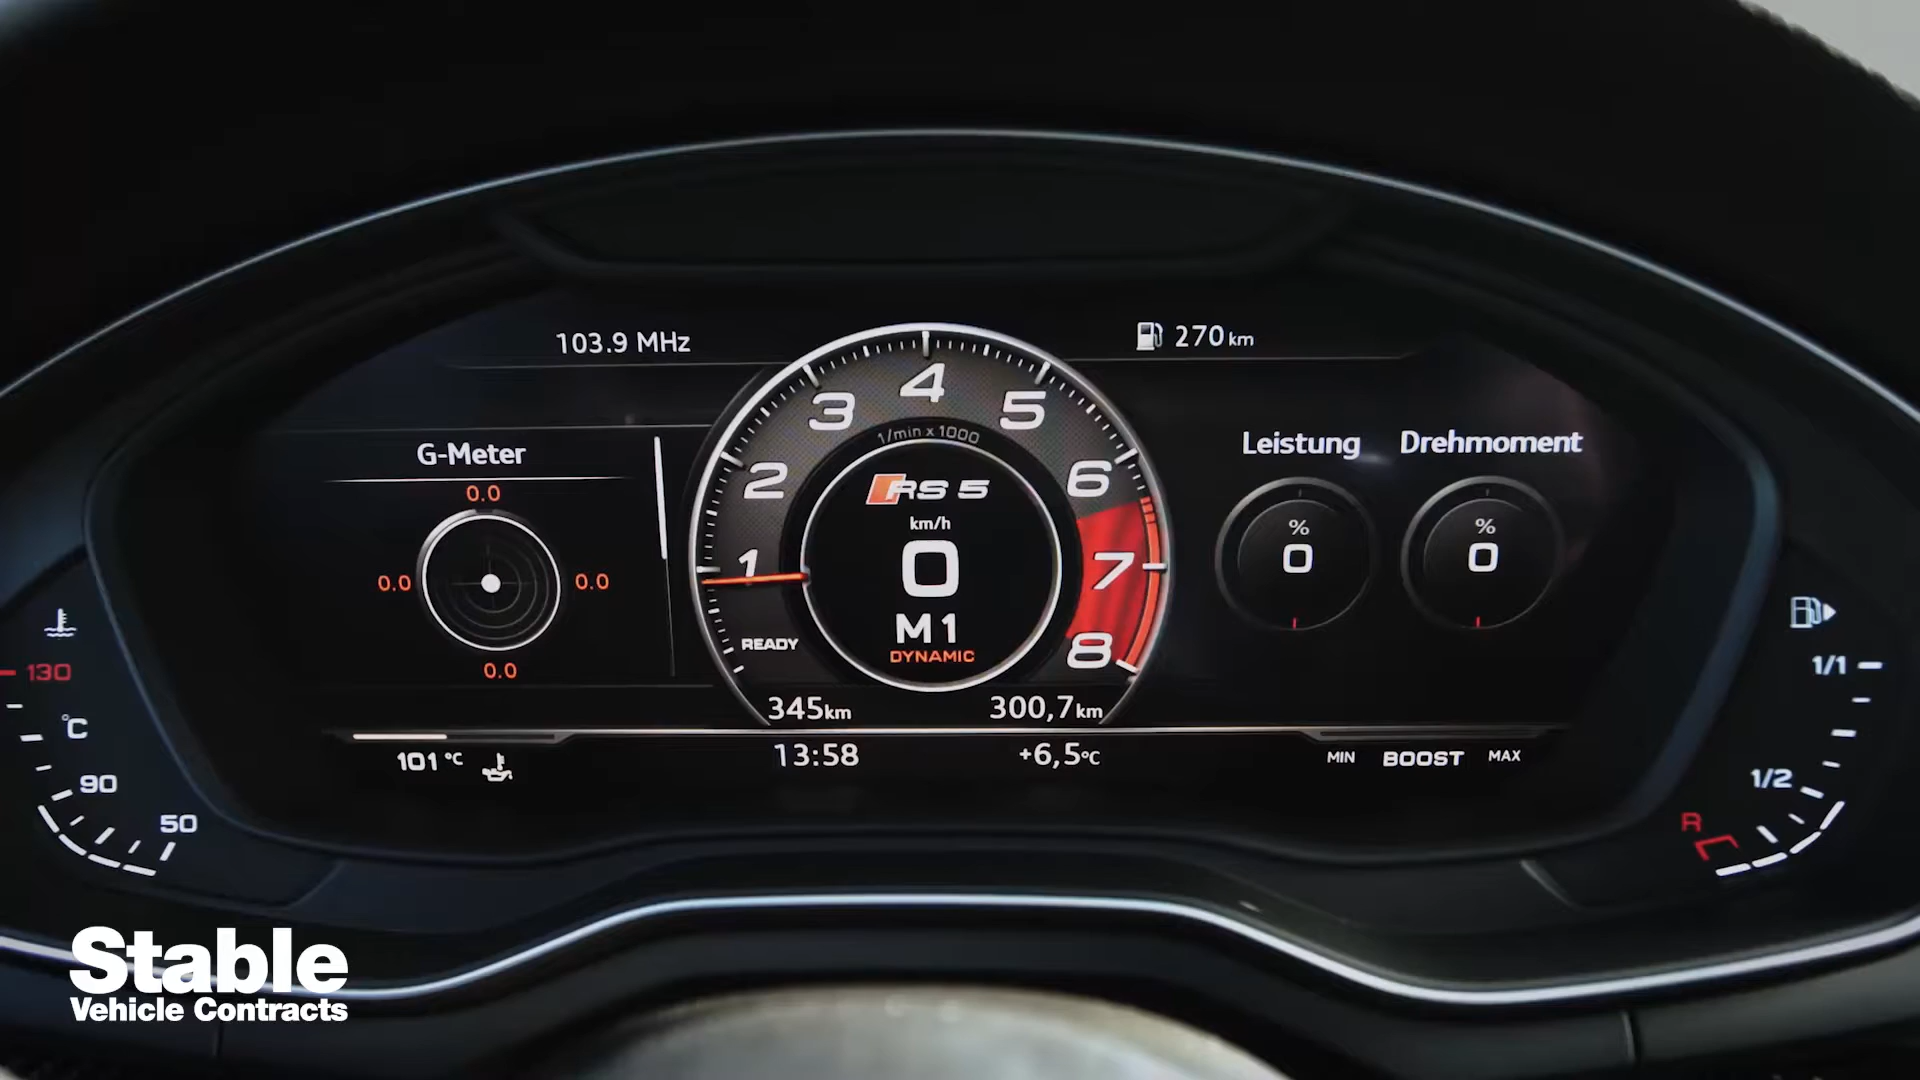 103.9 MHz
270 km
G-Meter
0.0
0.0
0.0
0.0
1
2
3
4
5
6
7
8
1/min x 1000
RS 5
km/h
0
M1
DYNAMIC
READY
345km
300,7km
Leistung
Drehmoment
%
0
%
0
101 °C
13:58
+6,5°C
MIN BOOST MAX
130
°C
90
50
1/1
1/2
R
Stable
Vehicle Contracts